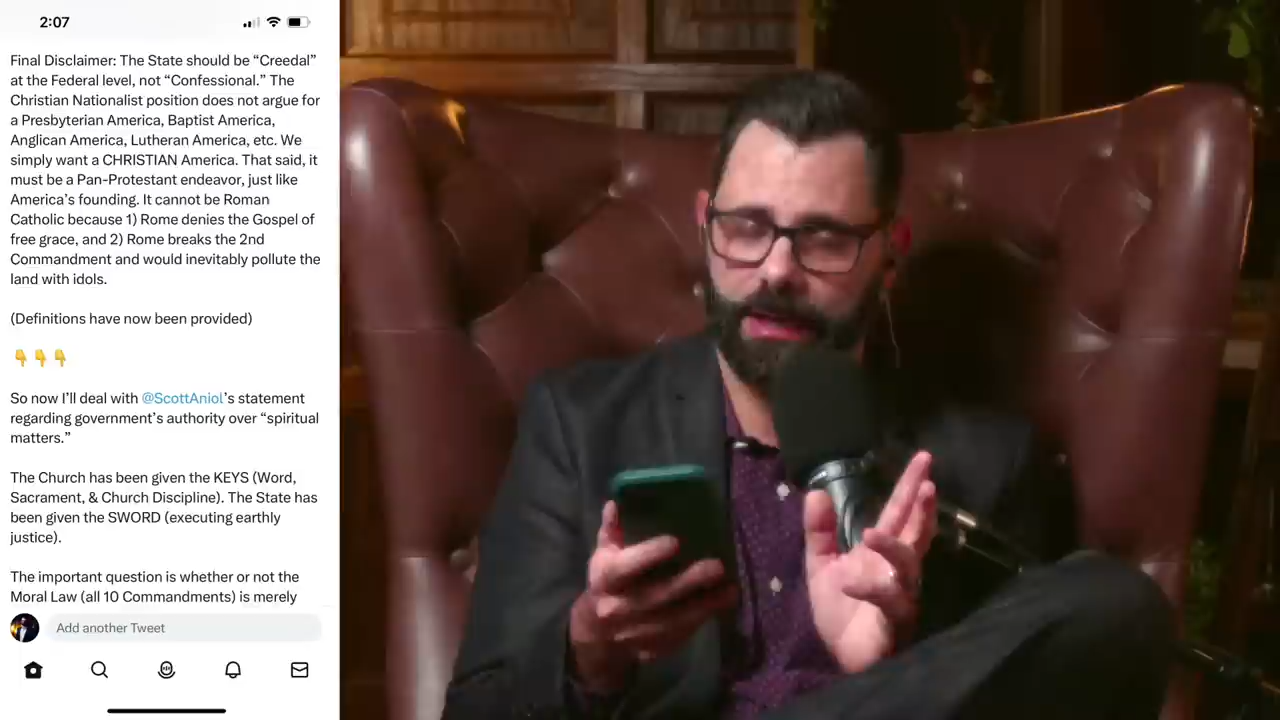 2:07
Final Disclaimer: The State should be “Creedal”
at the Federal level, not “Confessional.” The
Christian Nationalist position does not argue for
a Presbyterian America, Baptist America,
Anglican America, Lutheran America, etc. We
simply want a CHRISTIAN America. That said, it
must be a Pan-Protestant endeavor, just like
America’s founding. It cannot be Roman
Catholic because 1) Rome denies the Gospel of
free grace, and 2) Rome breaks the 2nd
Commandment and would inevitably pollute the
land with idols.
(Definitions have now been provided)
👇👇👇
So now I’ll deal with @ScottAniol’s statement
regarding government’s authority over “spiritual
matters.”
The Church has been given the KEYS (Word,
Sacrament, & Church Discipline). The State has
been given the SWORD (executing earthly
justice).
The important question is whether or not the
Moral Law (all 10 Commandments) is merely
Add another Tweet